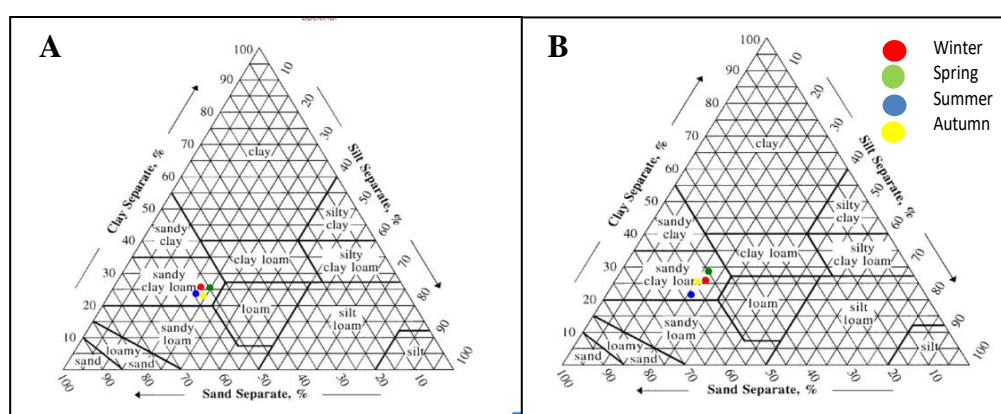 Optional
A
100
90
80
70
60
50
40
30
20
10
10
20
30
40
50
60
70
80
90
100
100
90
80
70
60
50
40
30
20
10
Clay Separate, %
Silt Separate, %
Sand Separate, %
clay
silty
clay
sandy
clay
clay loam
silty
clay loam
sandy
clay loam
loam
silt
loam
sandy
loam
silt
loamy
sand
sand
B
Winter
Spring
Summer
Autumn
100
90
80
70
60
50
40
30
20
10
10
20
30
40
50
60
70
80
90
100
100
90
80
70
60
50
40
30
20
10
Clay Separate, %
Silt Separate, %
Sand Separate, %
clay
silty
clay
sandy
clay
clay loam
silty
clay loam
sandy
clay loam
loam
silt
loam
sandy
loam
silt
loamy
sand
sand